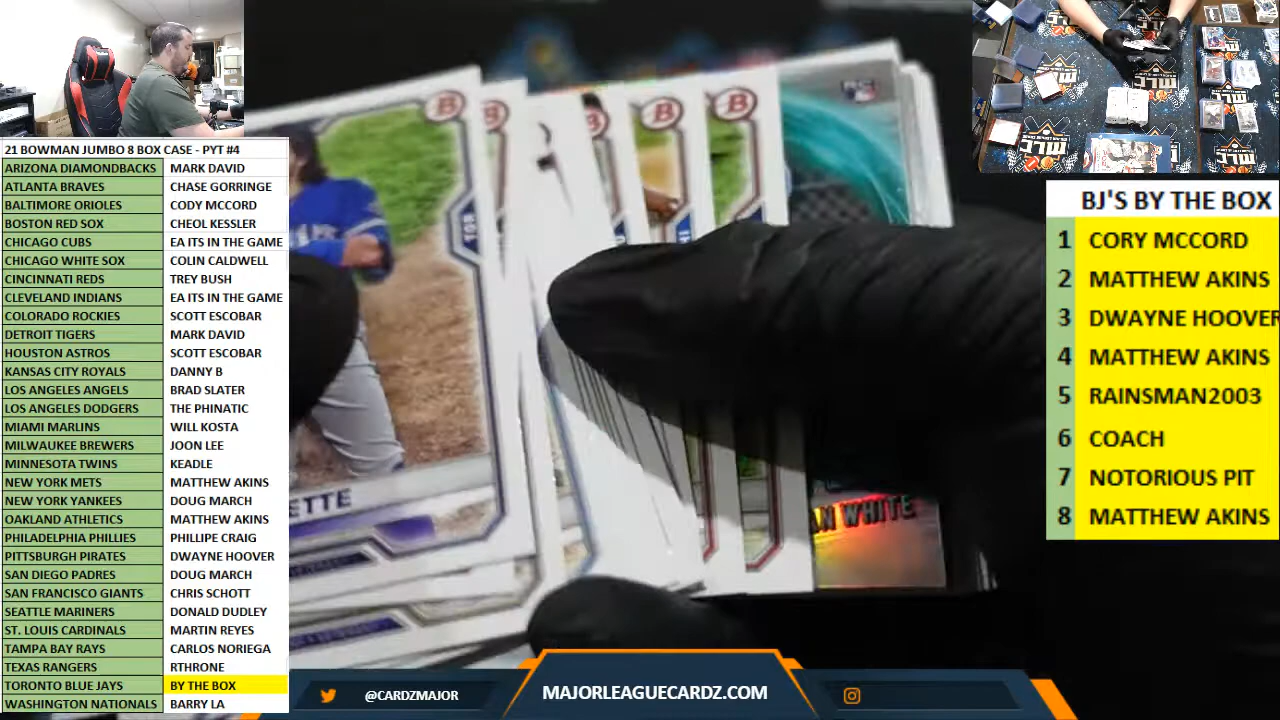 21 BOWMAN JUMBO 8 BOX CASE - PYT #4
ARIZONA DIAMONDBACKS MARK DAVID
ATLANTA BRAVES CHASE GORRINGE
BALTIMORE ORIOLES CODY MCCORD
BOSTON RED SOX CHEOL KESSLER
CHICAGO CUBS EA ITS IN THE GAME
CHICAGO WHITE SOX COLIN CALDWELL
CINCINNATI REDS TREY BUSH
CLEVELAND INDIANS EA ITS IN THE GAME
COLORADO ROCKIES SCOTT ESCOBAR
DETROIT TIGERS MARK DAVID
HOUSTON ASTROS SCOTT ESCOBAR
KANSAS CITY ROYALS DANNY B
LOS ANGELES ANGELS BRAD SLATER
LOS ANGELES DODGERS THE PHINATIC
MIAMI MARLINS WILL KOSTA
MILWAUKEE BREWERS JOON LEE
MINNESOTA TWINS KEADLE
NEW YORK METS MATTHEW AKINS
NEW YORK YANKEES DOUG MARCH
OAKLAND ATHLETICS MATTHEW AKINS
PHILADELPHIA PHILLIES PHILLIPE CRAIG
PITTSBURGH PIRATES DWAYNE HOOVER
SAN DIEGO PADRES DOUG MARCH
SAN FRANCISCO GIANTS CHRIS SCHOTT
SEATTLE MARINERS DONALD DUDLEY
ST. LOUIS CARDINALS MARTIN REYES
TAMPA BAY RAYS CARLOS NORIEGA
TEXAS RANGERS RTHRONE
TORONTO BLUE JAYS BY THE BOX
WASHINGTON NATIONALS BARRY LA
B
B
B
TOR
ETTE
AN WHITE
MLC
BJ'S BY THE BOX
1 CORY MCCORD
2 MATTHEW AKINS
3 DWAYNE HOOVER
4 MATTHEW AKINS
5 RAINSMAN2003
6 COACH
7 NOTORIOUS PIT
8 MATTHEW AKINS
@CARDZMAJOR
MAJORLEAGUECARDZ.COM